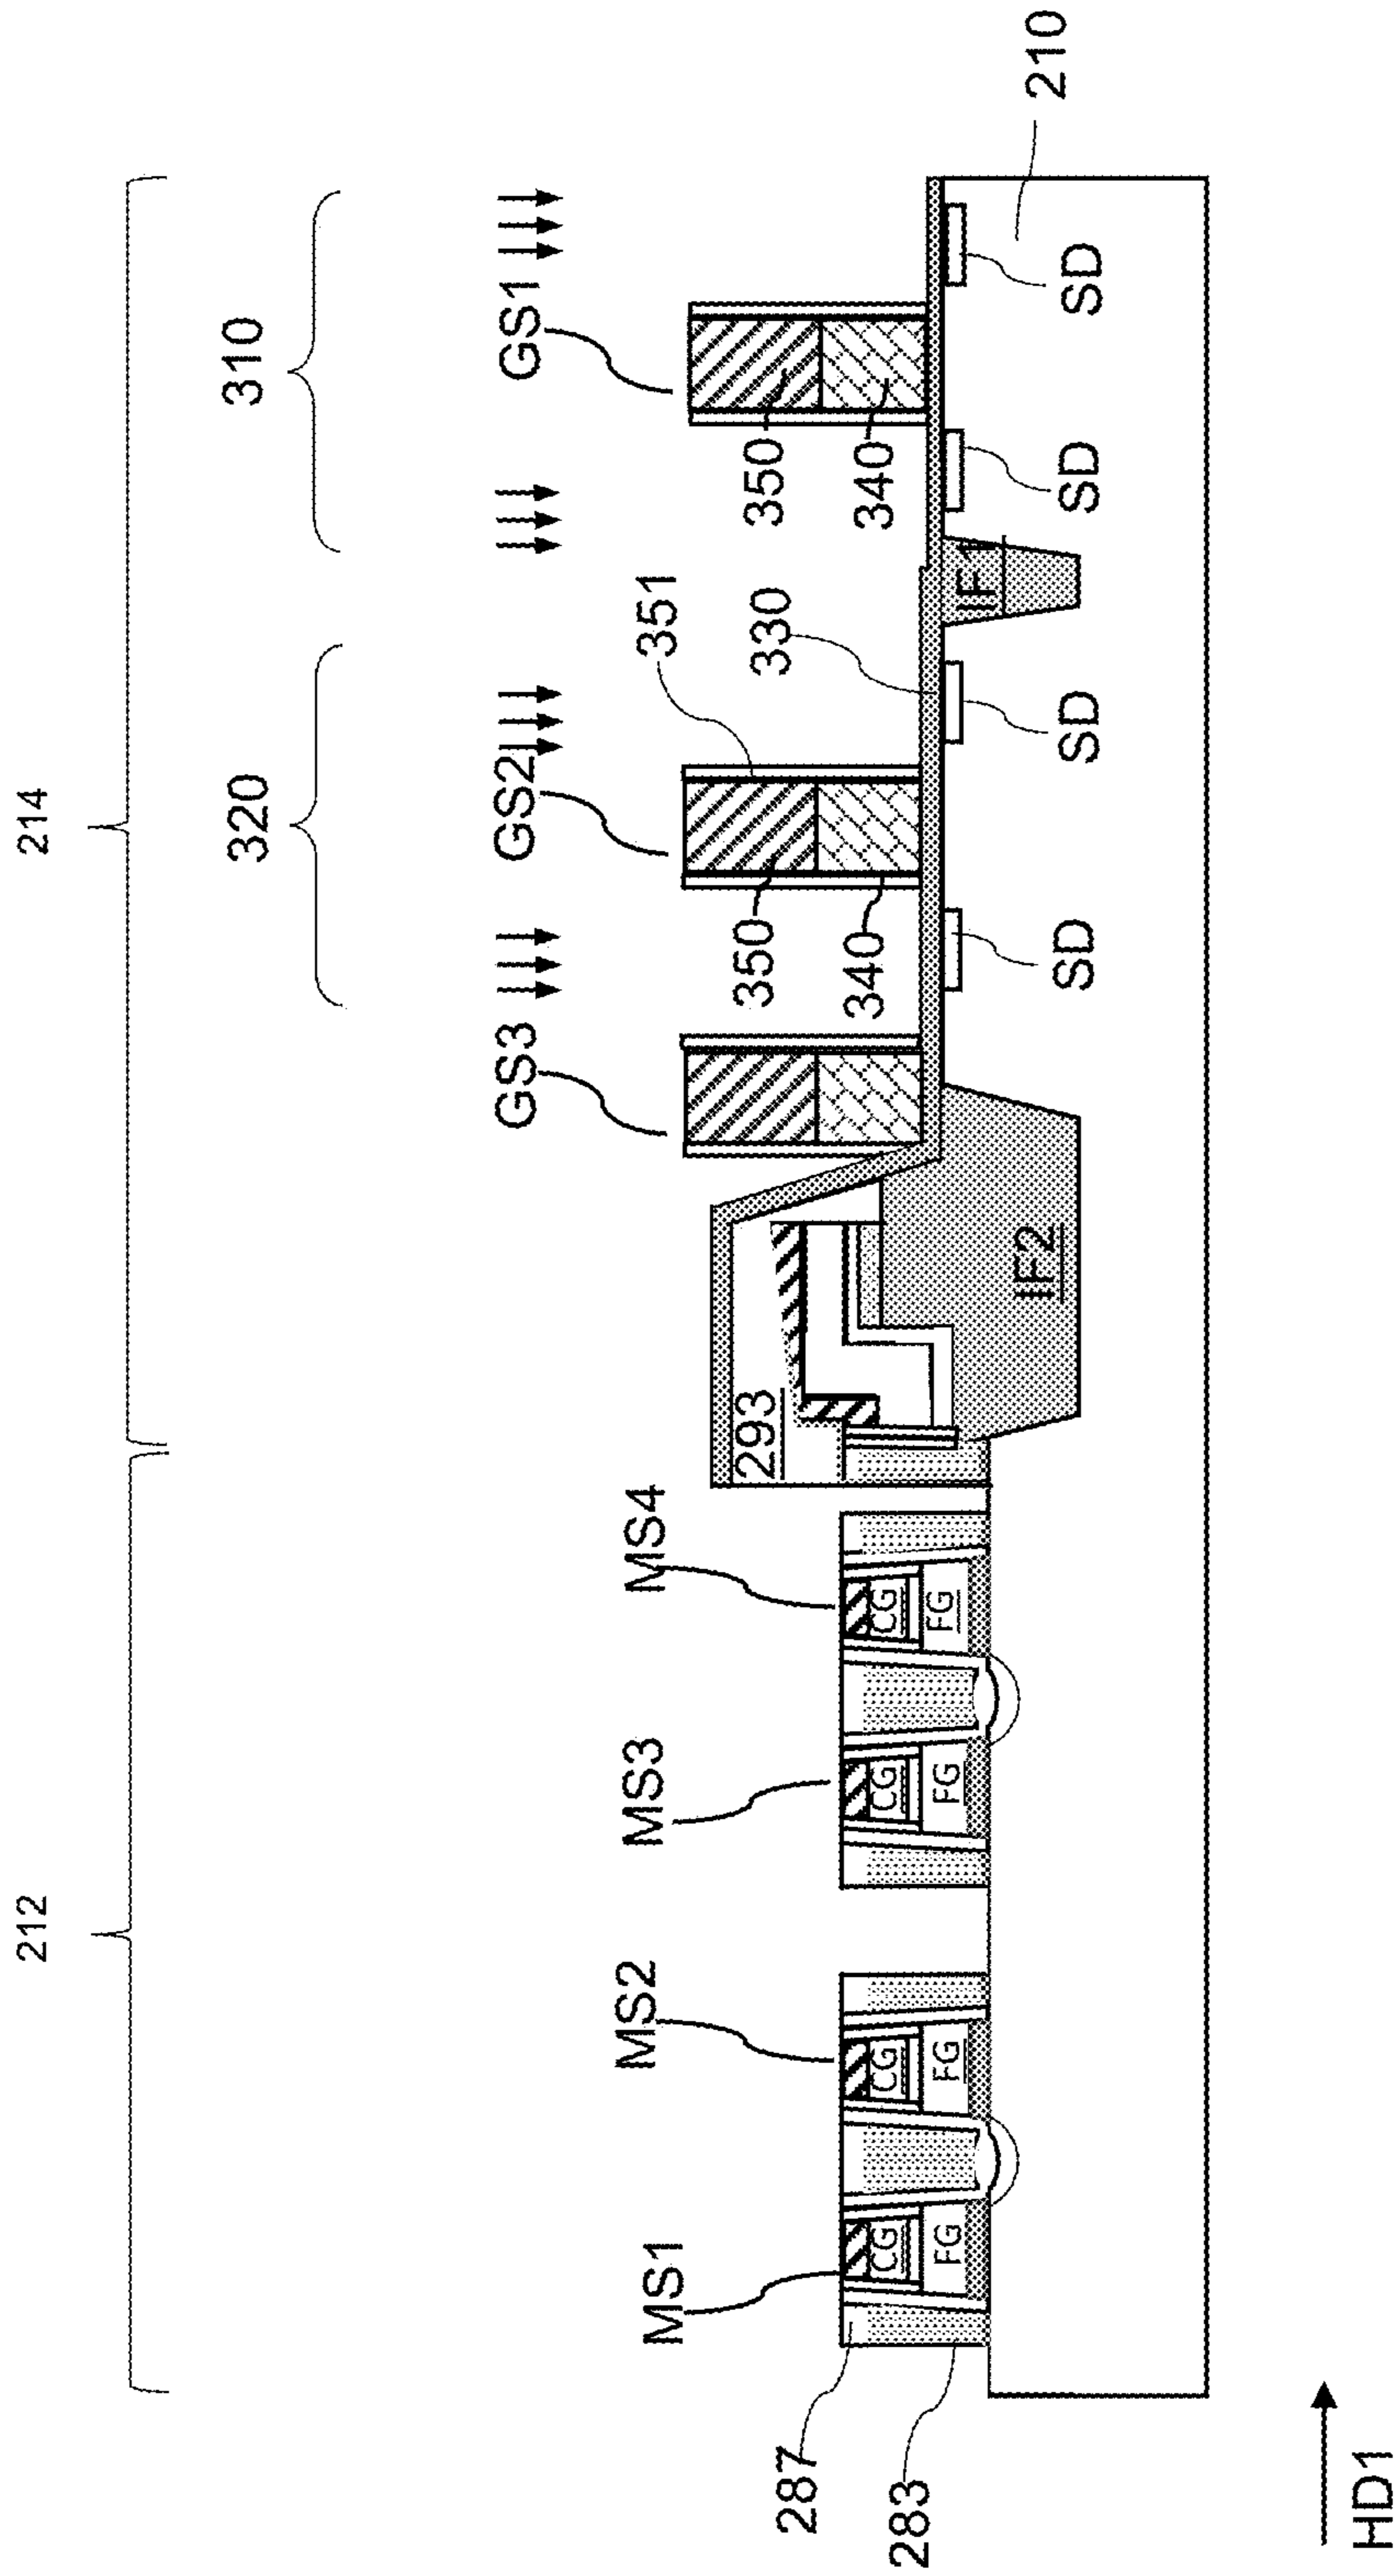 212
214
320
310
GS3
GS2
GS1
MS1
MS2
MS3
MS4
351
293
350
350
330
340
340
287
283
CG
CG
CG
CG
FG
FG
FG
FG
IF2
IF1
SD
SD
SD
SD
210
HD1